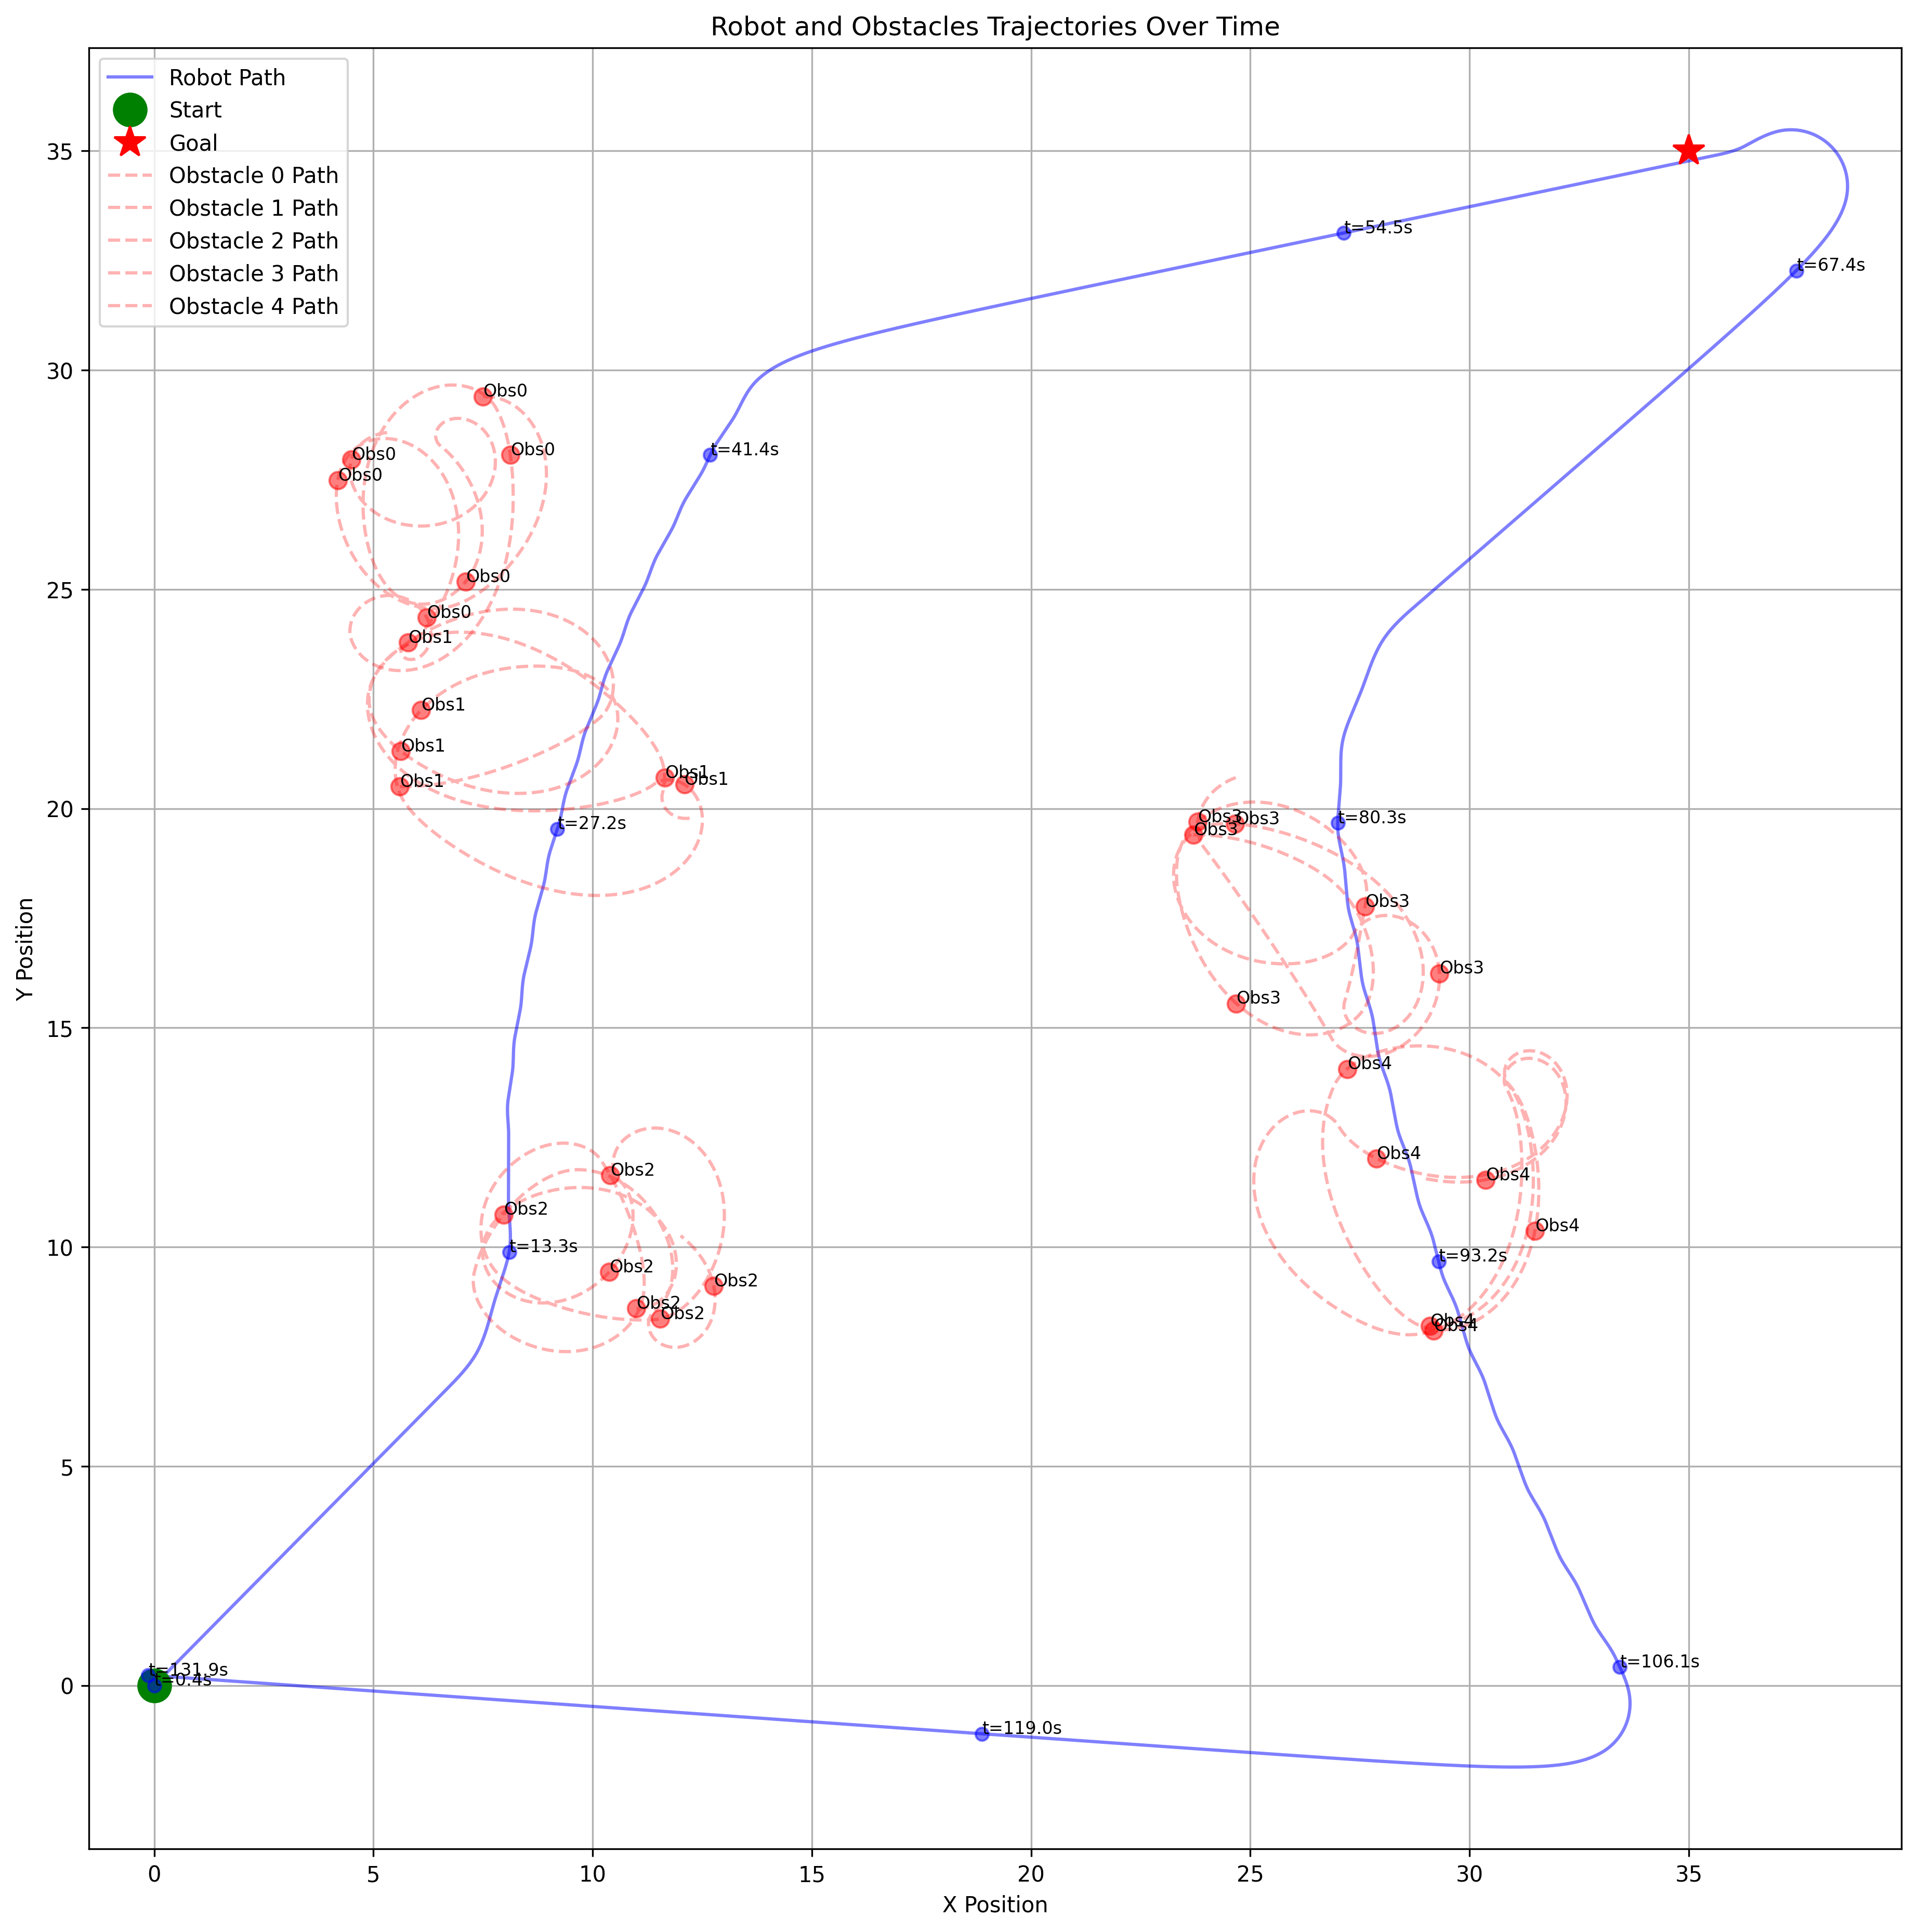 Robot and Obstacles Trajectories Over Time
Robot Path
Start
Goal
Obstacle 0 Path
Obstacle 1 Path
Obstacle 2 Path
Obstacle 3 Path
Obstacle 4 Path
35
30
25
20
15
10
5
0
Y Position
t=54.5s
t=67.4s
Obs0
Obs0
Obs0
Obs0
t=41.4s
Obs0
Obs0
Obs1
Obs1
Obs1
Obs1
Obs1
Obs1
t=27.2s
Obs3
Obs3
Obs3
t=80.3s
Obs3
Obs3
Obs3
Obs4
Obs4
Obs4
Obs4
Obs2
Obs2
t=13.3s
Obs2
Obs2
Obs2
Obs2
t=93.2s
Obs4
Obs4
t=131.9s
t=0.4s
t=106.1s
t=119.0s
0
5
10
15
20
25
30
35
X Position